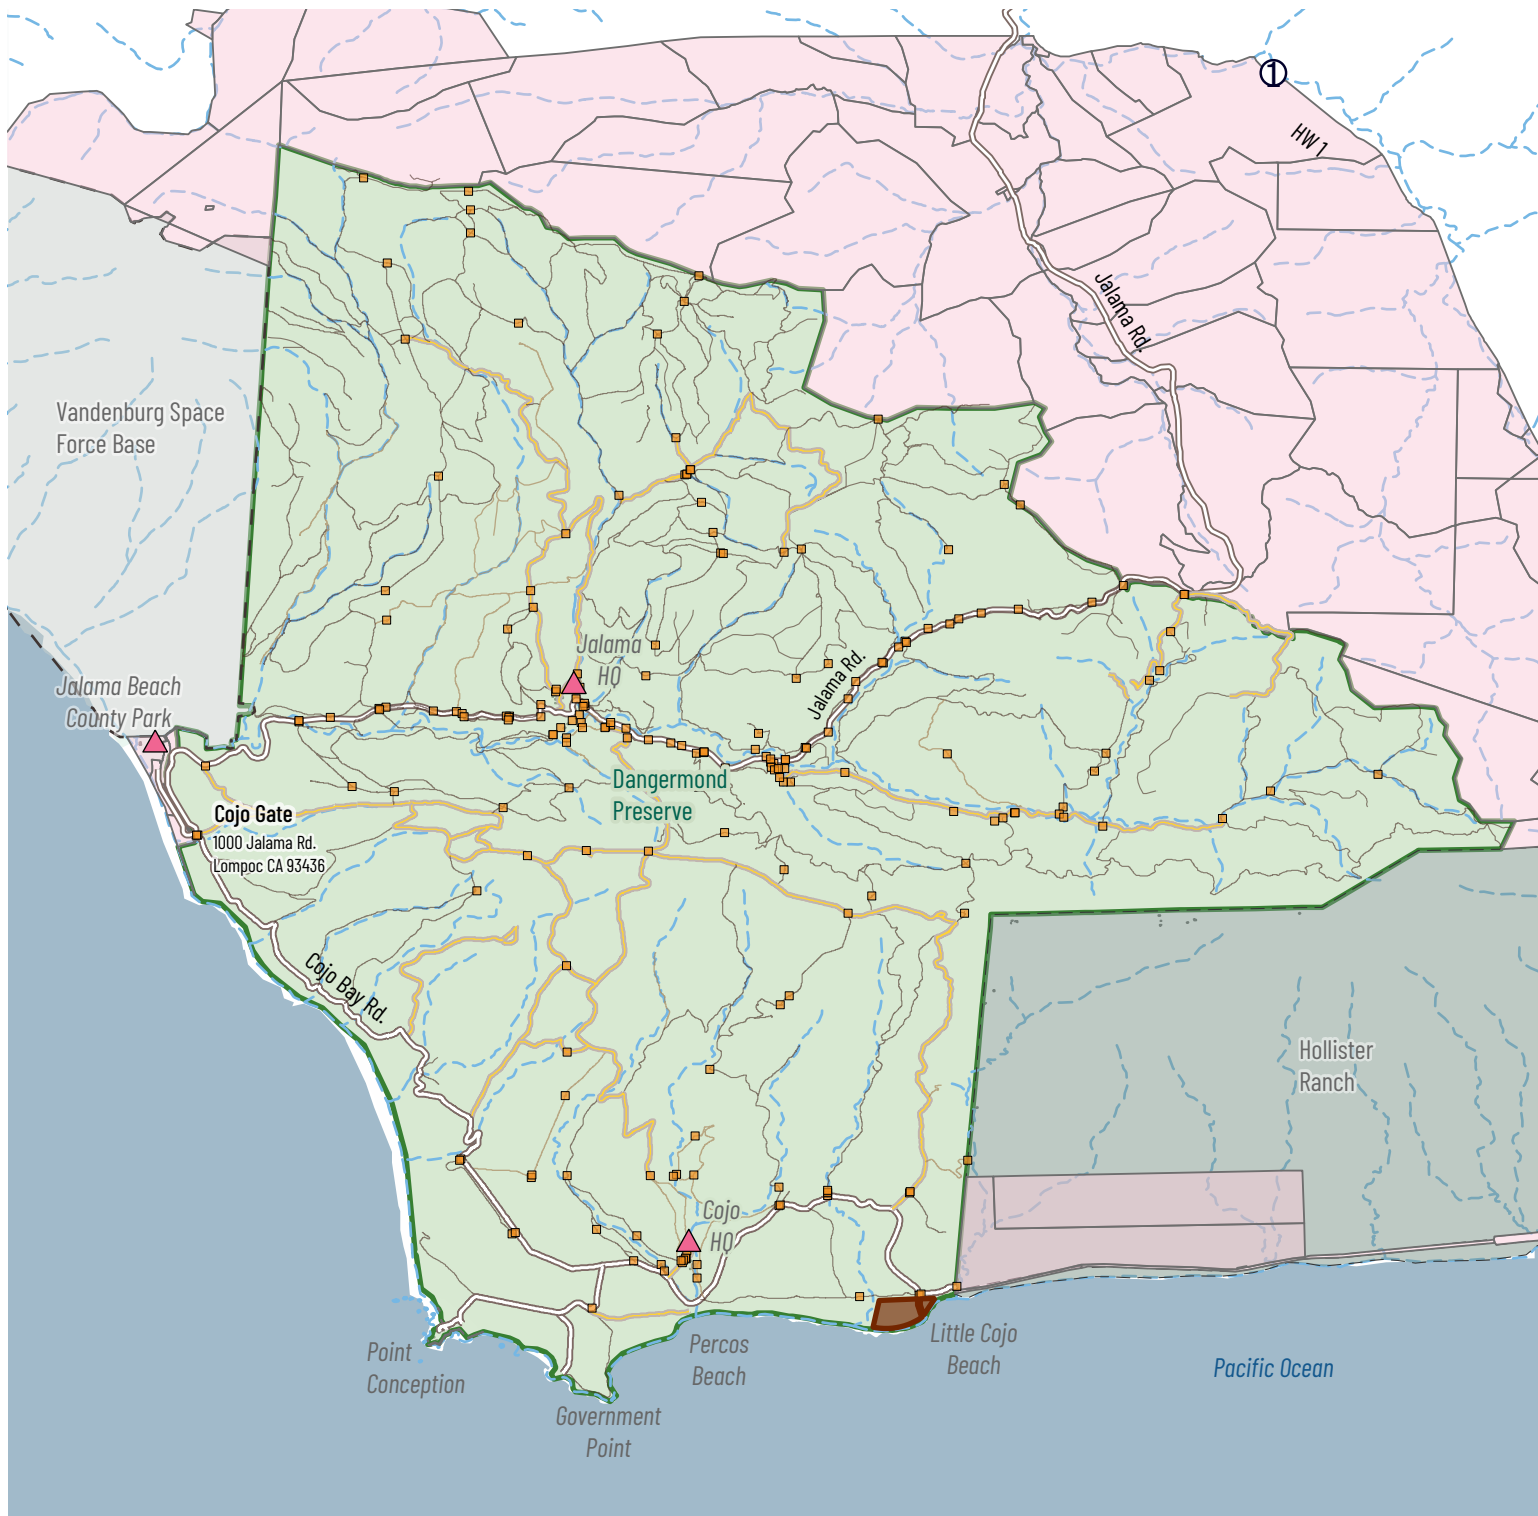 1
HW 1
Jalama Rd.
Vandenburg Space
Force Base
Jalama
HQ
Jalama Rd.
Jalama Beach
County Park
Dangermond
Preserve
Cojo Gate
1000 Jalama Rd.
Lompoc CA 93436
Cojo Bay Rd.
Hollister
Ranch
Cojo
HQ
Little Cojo
Beach
Percos
Beach
Point
Conception
Pacific Ocean
Government
Point